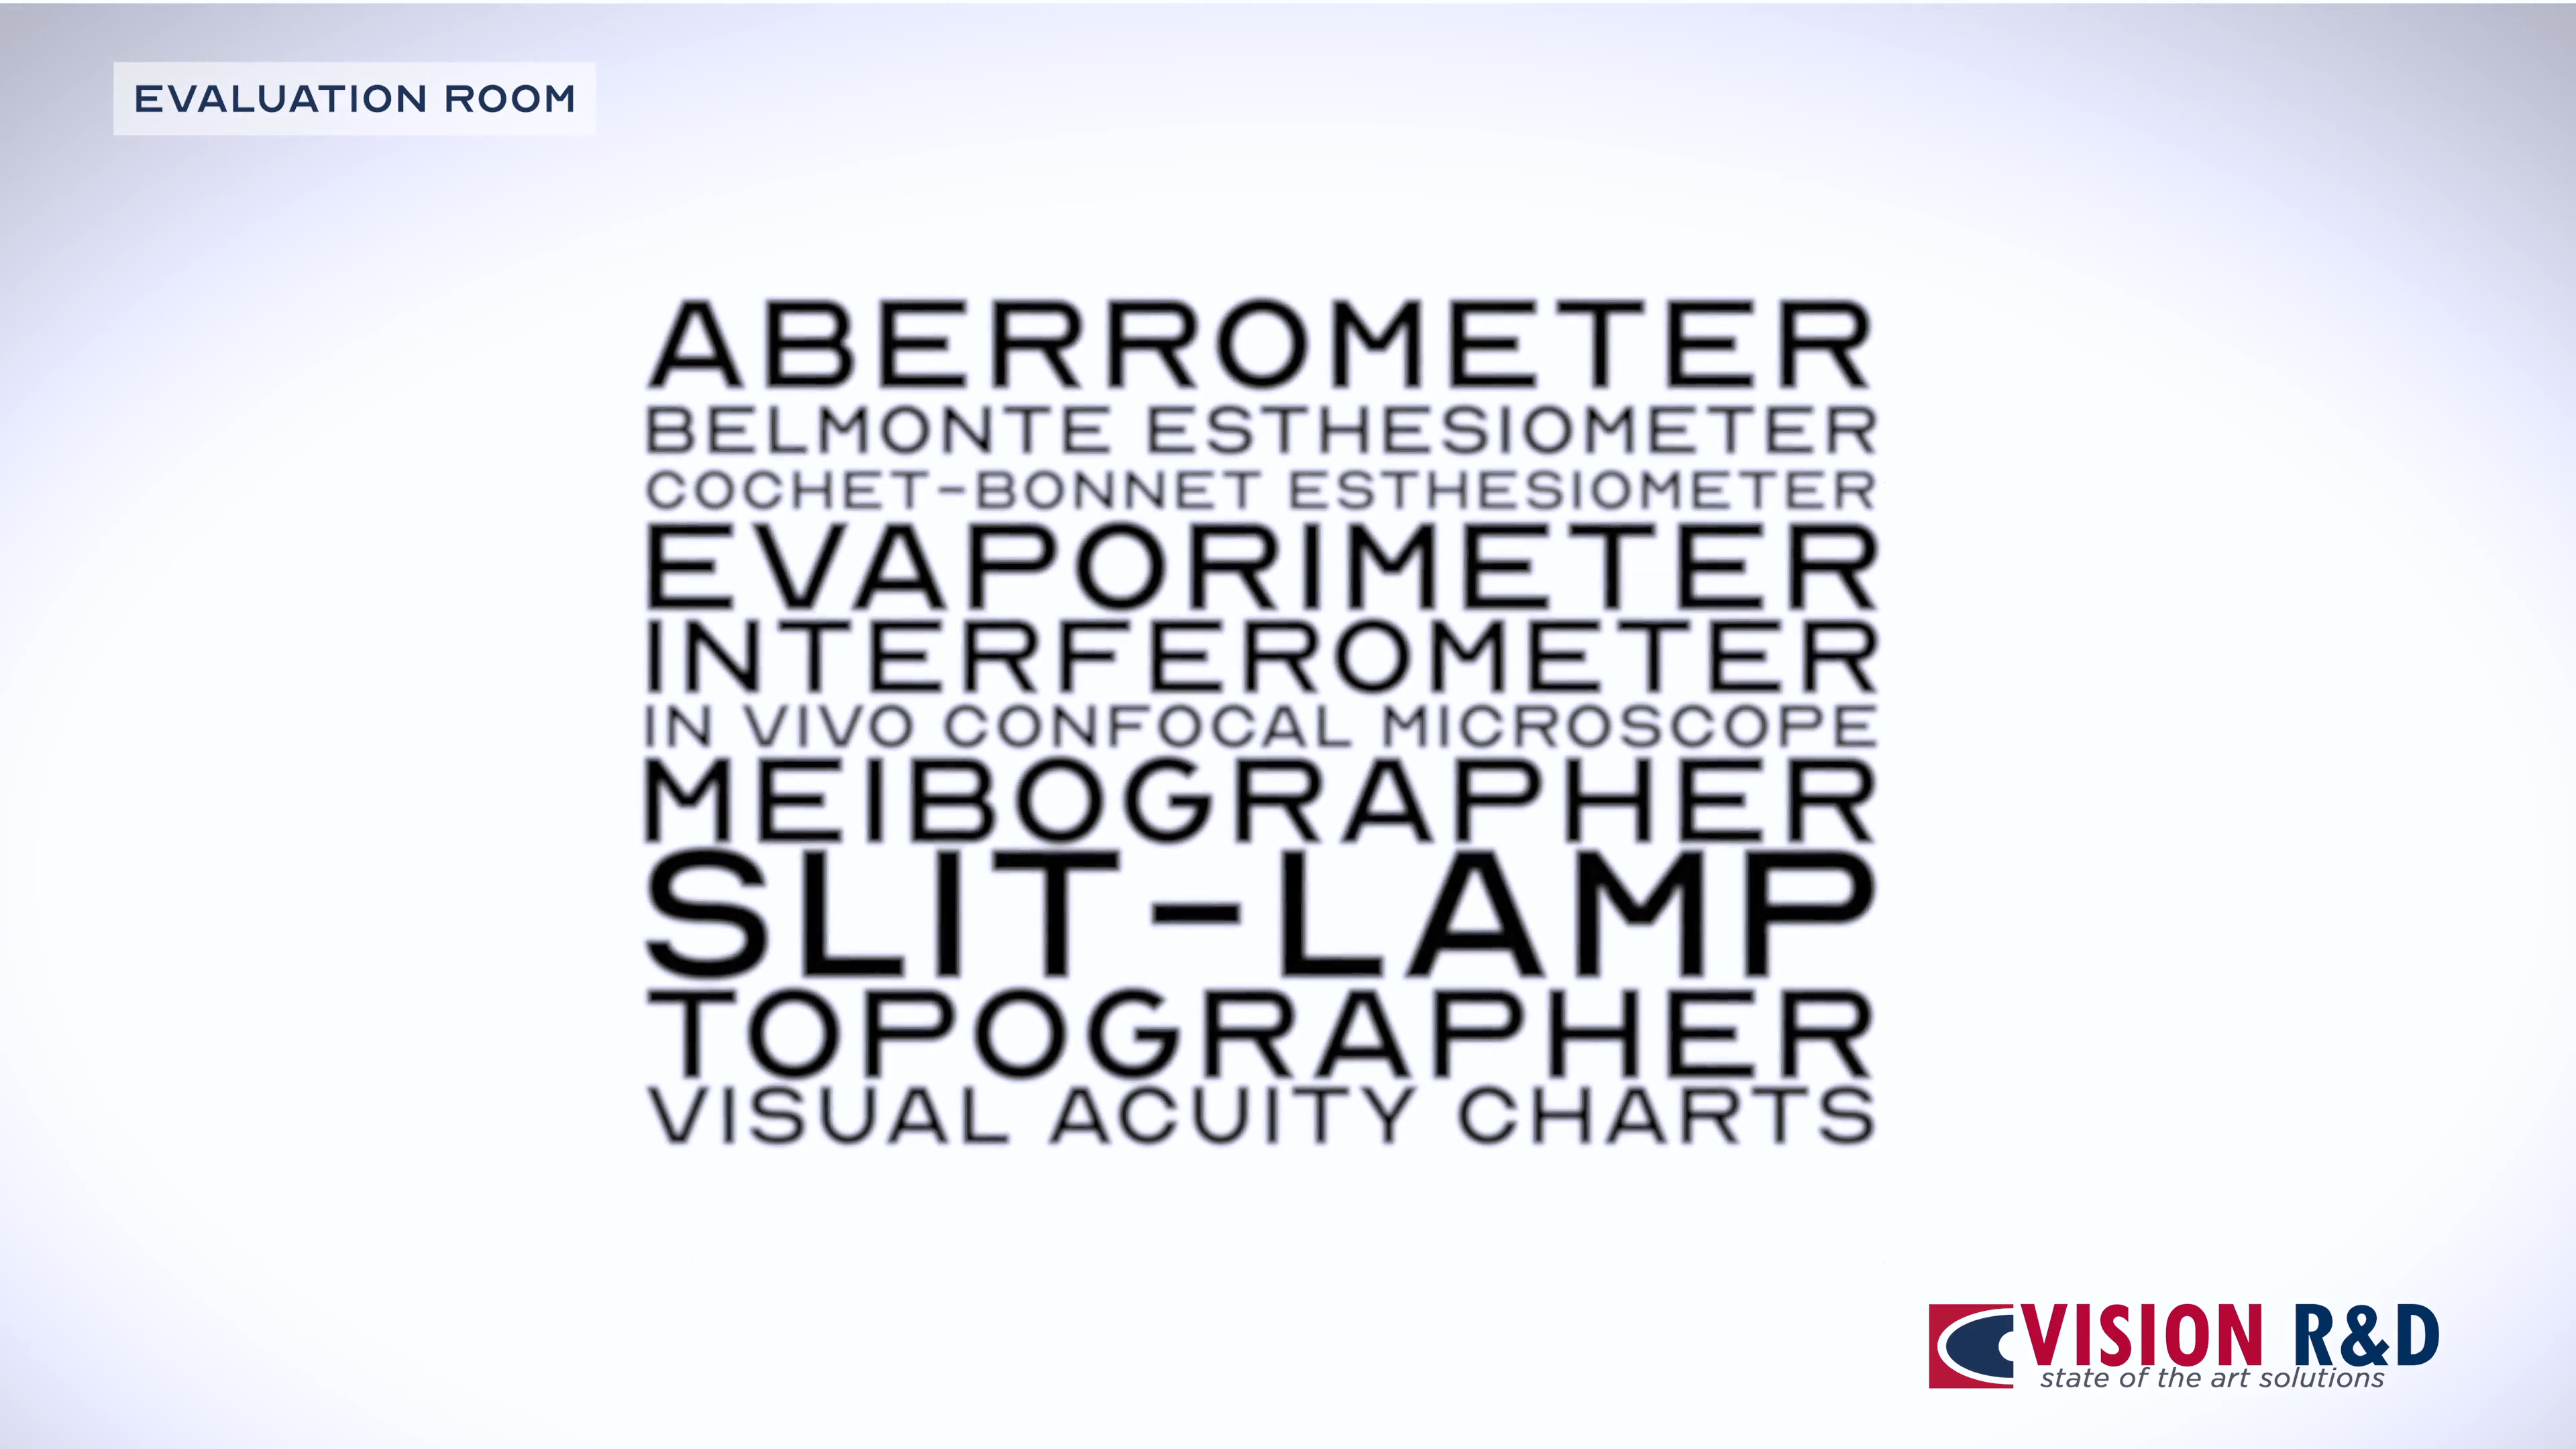 EVALUATION ROOM
ABERROMETER
BELMONTE ESTHESIOMETER
COCHET-BONNET ESTHESIOMETER
EVAPORIMETER
INTERFEROMETER
IN VIVO CONFOCAL MICROSCOPE
MEIBOGRAPHER
SLIT-LAMP
TOPOGRAPHER
VISUAL ACUITY CHARTS
VISION R&D
state of the art solutions